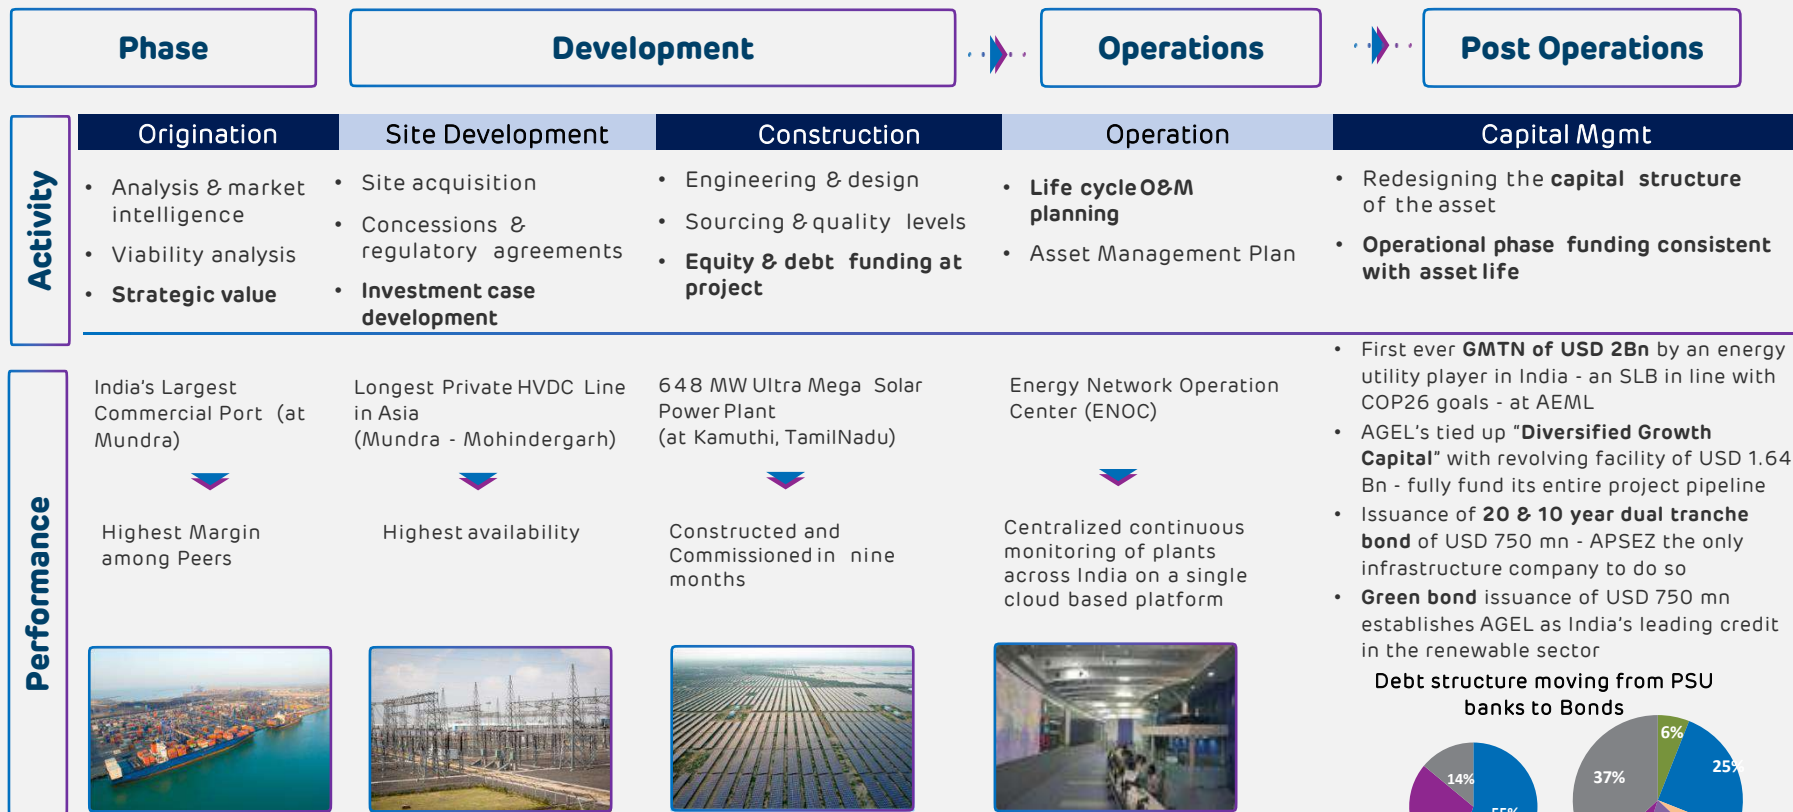 Phase
Development
Operations
Post Operations
Activity
Origination
Site Development
Construction
Operation
Capital Mgmt
• Analysis & market
intelligence
• Viability analysis
• Strategic value
• Site acquisition
• Concessions &
regulatory agreements
• Investment case
development
• Engineering & design
• Sourcing & quality levels
• Equity & debt funding at
project
• Life cycle O&M
planning
• Asset Management Plan
• Redesigning the capital structure
of the asset
• Operational phase funding consistent
with asset life
Performance
India's Largest
Commercial Port (at
Mundra)
Highest Margin
among Peers
Longest Private HVDC Line
in Asia
(Mundra - Mohindergarh)
Highest availability
648 MW Ultra Mega Solar
Power Plant
(at Kamuthi, TamilNadu)
Constructed and
Commissioned in nine
months
Energy Network Operation
Center (ENOC)
Centralized continuous
monitoring of plants
across India on a single
cloud based platform
• First ever GMTN of USD 2Bn by an energy
utility player in India - an SLB in line with
COP26 goals - at AEML
• AGEL's tied up "Diversified Growth
Capital" with revolving facility of USD 1.64
Bn - fully fund its entire project pipeline
• Issuance of 20 & 10 year dual tranche
bond of USD 750 mn - APSEZ the only
infrastructure company to do so
• Green bond issuance of USD 750 mn
establishes AGEL as India's leading credit
in the renewable sector
Debt structure moving from PSU
banks to Bonds
14%
55%
37%
6%
25%